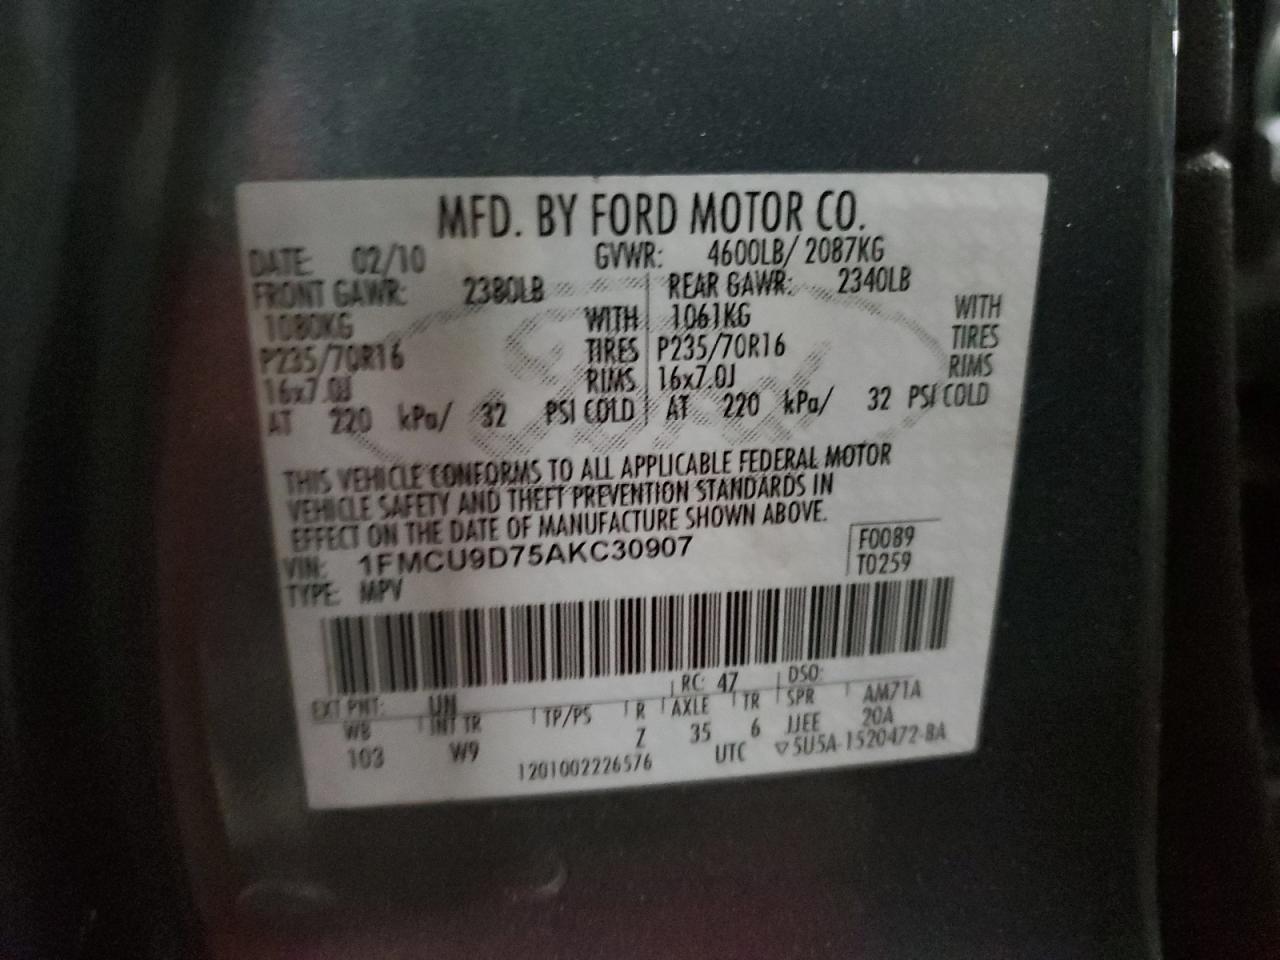 MFD. BY FORD MOTOR CO.
DATE: 02/10 GVWR: 4600LB/ 2087KG
FRONT GAWR: 2380LB REAR GAWR: 2340LB
1080KG WITH 1061KG WITH
P235/70R16 TIRES P235/70R16 TIRES
16x7.0J RIMS 16x7.0J RIMS
AT 220 kPa/ 32 PSI COLD AT 220 kPa/ 32 PSI COLD
THIS VEHICLE CONFORMS TO ALL APPLICABLE FEDERAL MOTOR
VEHICLE SAFETY AND THEFT PREVENTION STANDARDS IN
EFFECT ON THE DATE OF MANUFACTURE SHOWN ABOVE.
VIN: 1FMCU9D75AKC30907 F0089
TYPE: MPV T0259
EXT PNT: UN RC: 47 DSO:
WB INT TR TP/PS R AXLE TR SPR AM71A
103 W9 Z 35 6 JJEE 20A
1201002226576 UTC ▽5U5A-1520472-BA